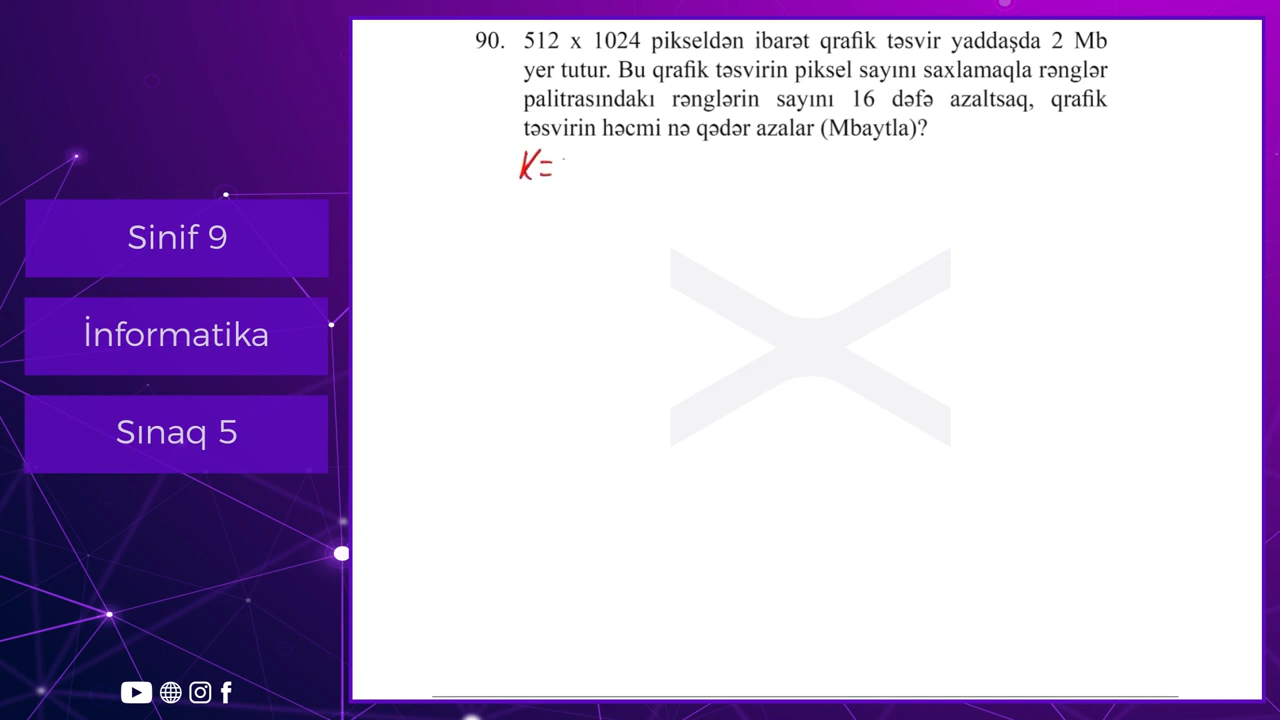 Sinif 9
İnformatika
Sınaq 5
90. 512 x 1024 pikseldən ibarət qrafik təsvir yaddaşda 2 Mb
yer tutur. Bu qrafik təsvirin piksel sayını saxlamaqla rənglər
palitrasındakı rənglərin sayını 16 dəfə azaltsaq, qrafik
təsvirin həcmi nə qədər azalar (Mbaytla)?
K=